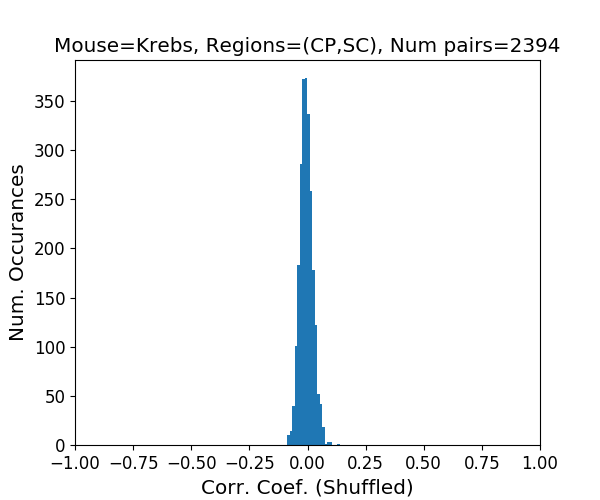 Mouse=Krebs, Regions=(CP,SC), Num pairs=2394
350
300
250
200
150
100
50
0
Num. Occurances
−1.00 −0.75 −0.50 −0.25 0.00 0.25 0.50 0.75 1.00
Corr. Coef. (Shuffled)